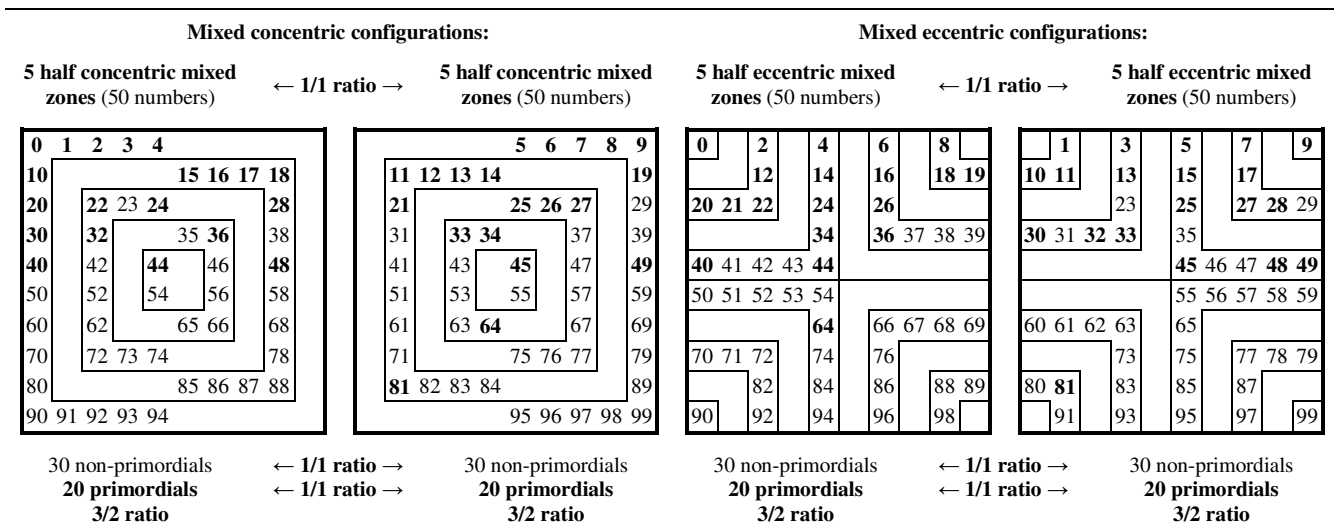 Mixed concentric configurations: Mixed eccentric configurations:
5 half concentric mixed zones (50 numbers) ← 1/1 ratio → 5 half concentric mixed zones (50 numbers) 5 half eccentric mixed zones (50 numbers) ← 1/1 ratio → 5 half eccentric mixed zones (50 numbers)
0 1 2 3 4 5 6 7 8 9 0 2 4 6 8 1 3 5 7 9
10 15 16 17 18 11 12 13 14 19 12 14 16 18 19 10 11 13 15 17
20 22 23 24 28 21 25 26 27 29 20 21 22 24 26 23 25 27 28 29
30 32 35 36 38 31 33 34 37 39 34 36 37 38 39 30 31 32 33 35
40 42 44 46 48 41 43 45 47 49 40 41 42 43 44 45 46 47 48 49
50 52 54 56 58 51 53 55 57 59 50 51 52 53 54 55 56 57 58 59
60 62 65 66 68 61 63 64 67 69 64 66 67 68 69 60 61 62 63 65
70 72 73 74 78 71 75 76 77 79 70 71 72 74 76 73 75 77 78 79
80 85 86 87 88 81 82 83 84 89 82 84 86 88 89 80 81 83 85 87
90 91 92 93 94 95 96 97 98 99 90 92 94 96 98 91 93 95 97 99
30 non-primordials ← 1/1 ratio → 30 non-primordials 30 non-primordials ← 1/1 ratio → 30 non-primordials
20 primordials ← 1/1 ratio → 20 primordials 20 primordials ← 1/1 ratio → 20 primordials
3/2 ratio 3/2 ratio 3/2 ratio 3/2 ratio